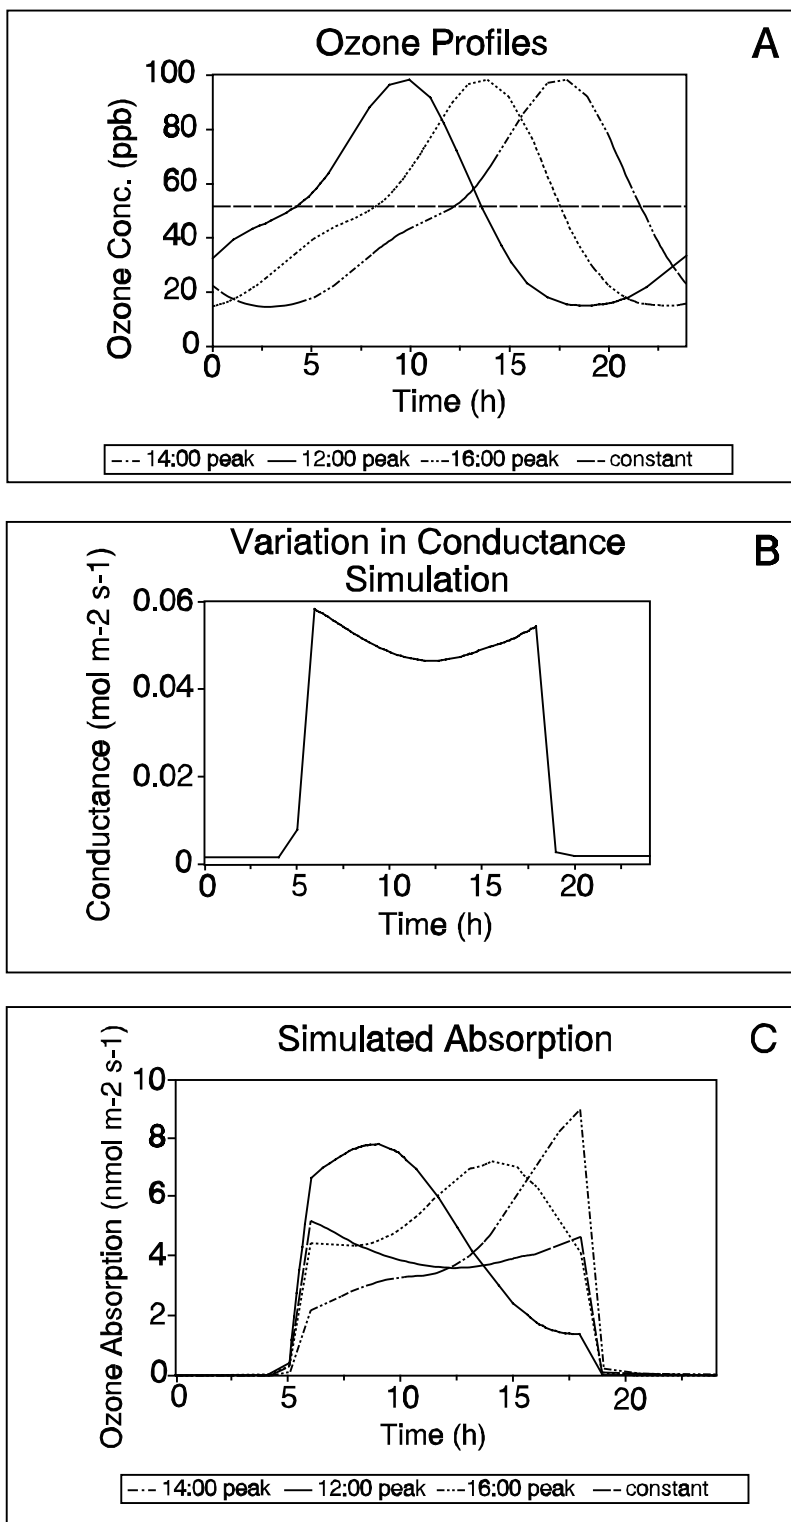 Ozone Profiles
A
Ozone Conc. (ppb)
100
80
60
40
20
0
0 5 10 15 20
Time (h)
14:00 peak 12:00 peak 16:00 peak constant
Variation in Conductance
Simulation
B
Conductance (mol m-2 s-1)
0.06
0.04
0.02
0
0 5 10 15 20
Time (h)
Simulated Absorption
C
Ozone Absorption (nmol m-2 s-1)
10
8
6
4
2
0
0 5 10 15 20
Time (h)
14:00 peak 12:00 peak 16:00 peak constant